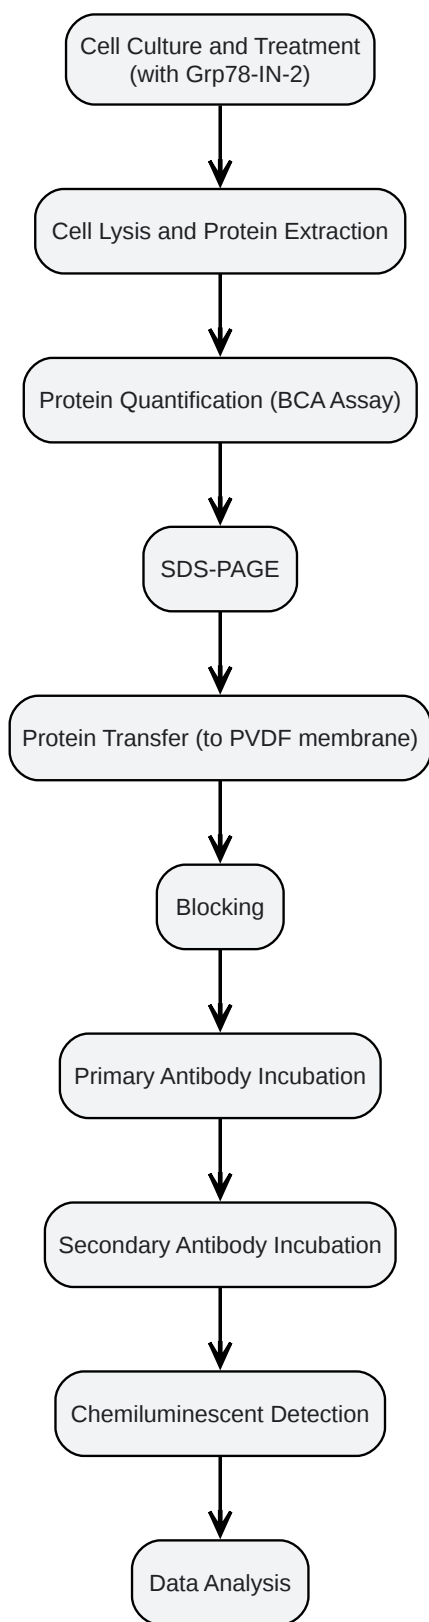 Cell Culture and Treatment
(with Grp78-IN-2)
Cell Lysis and Protein Extraction
Protein Quantification (BCA Assay)
SDS-PAGE
Protein Transfer (to PVDF membrane)
Blocking
Primary Antibody Incubation
Secondary Antibody Incubation
Chemiluminescent Detection
Data Analysis